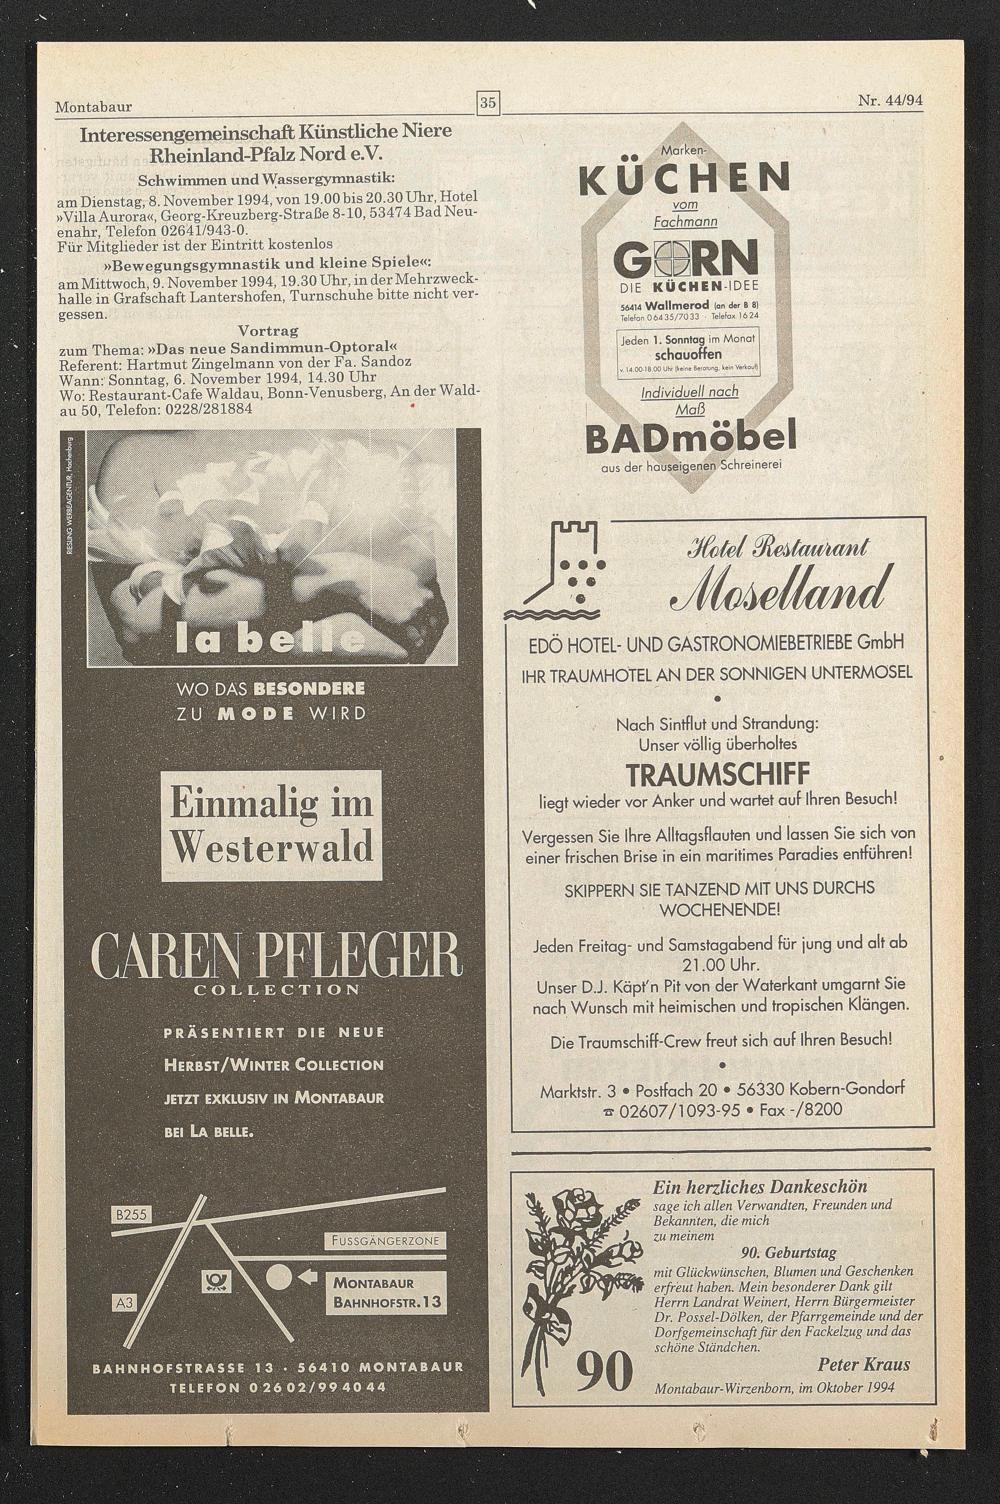 Montabaur
35
Nr. 44/94
Interessengemeinschaft Künstliche Niere
Rheinland-Pfalz Nord e.V.
Schwimmen und Wassergymnastik:
am Dienstag, 8. November 1994, von 19.00 bis 20.30 Uhr, Hotel
»Villa Aurora«, Georg-Kreuzberg-Straße 8-10, 53474 Bad Neu-
enahr, Telefon 02641/943-0.
Für Mitglieder ist der Eintritt kostenlos
»Bewegungsgymnastik und kleine Spiele«:
am Mittwoch, 9. November 1994, 19.30 Uhr, in der Mehrzweck-
halle in Grafschaft Lantershofen, Turnschuhe bitte nicht ver-
gessen.
Vortrag
zum Thema: »Das neue Sandimmun-Optoral«
Referent: Hartmut Zingelmann von der Fa. Sandoz
Wann: Sonntag, 6. November 1994, 14.30 Uhr
Wo: Restaurant-Cafe Waldau, Bonn-Venusberg, An der Wald-
au 50, Telefon: 0228/281884
RESLING WERBEAGENTUR, Hachenburg
la belle
WO DAS BESONDERE
ZU MODE WIRD
Einmalig im
Westerwald
CAREN PFLEGER
COLLECTION
PRÄSENTIERT DIE NEUE
HERBST/WINTER COLLECTION
JETZT EXKLUSIV IN MONTABAUR
BEI LA BELLE.
B255
FUSSGÄNGERZONE
A3
MONTABAUR
BAHNHOFSTR. 13
BAHNHOFSTRASSE 13 · 56410 MONTABAUR
TELEFON 02602/994044
Marken-
KÜCHEN
vom
Fachmann
GORN
DIE KÜCHEN-IDEE
56414 Wallmerod (an der B 8)
Telefon 06435/7033 · Telefax 1624
Jeden 1. Sonntag im Monat
schauoffen
v. 14.00-18.00 Uhr (keine Beratung, kein Verkauf)
Individuell nach
Maß
BADmöbel
aus der hauseigenen Schreinerei
Hotel Restaurant
Moselland
EDÖ HOTEL- UND GASTRONOMIEBETRIEBE GmbH
IHR TRAUMHOTEL AN DER SONNIGEN UNTERMOSEL
•
Nach Sintflut und Strandung:
Unser völlig überholtes
TRAUMSCHIFF
liegt wieder vor Anker und wartet auf Ihren Besuch!
Vergessen Sie Ihre Alltagsflauten und lassen Sie sich von
einer frischen Brise in ein maritimes Paradies entführen!
SKIPPERN SIE TANZEND MIT UNS DURCHS
WOCHENENDE!
Jeden Freitag- und Samstagabend für jung und alt ab
21.00 Uhr.
Unser D.J. Käpt'n Pit von der Waterkant umgarnt Sie
nach Wunsch mit heimischen und tropischen Klängen.
Die Traumschiff-Crew freut sich auf Ihren Besuch!
•
Marktstr. 3 • Postfach 20 • 56330 Kobern-Gondorf
☎ 02607/1093-95 • Fax -/8200
Ein herzliches Dankeschön
sage ich allen Verwandten, Freunden und
Bekannten, die mich
zu meinem
90. Geburtstag
mit Glückwünschen, Blumen und Geschenken
erfreut haben. Mein besonderer Dank gilt
Herrn Landrat Weinert, Herrn Bürgermeister
Dr. Possel-Dölken, der Pfarrgemeinde und der
Dorfgemeinschaft für den Fackelzug und das
schöne Ständchen.
90
Peter Kraus
Montabaur-Wirzenborn, im Oktober 1994